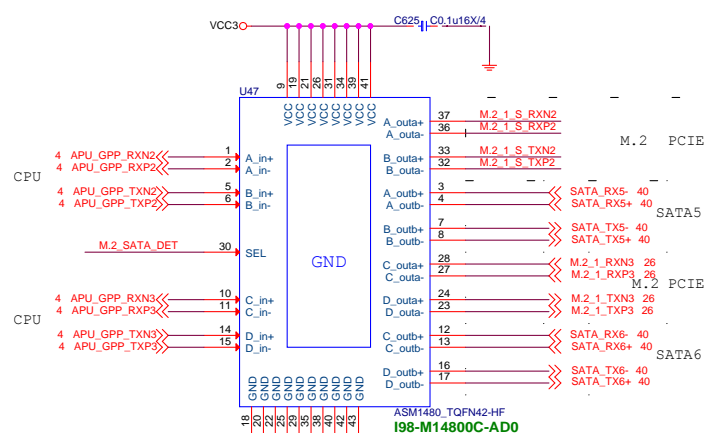 VCC3
C625 C0.1u16X/4
U47
9 19 21 26 31 34 39 41
VCC VCC VCC VCC VCC VCC VCC VCC
A_outa+ 37 M.2_1_S_RXN2
A_outa- 36 M.2_1_S_RXP2
M.2 PCIE
4 APU_GPP_RXN2 1 A_in+ B_outa+ 33 M.2_1_S_TXN2
4 APU_GPP_RXP2 2 A_in- B_outa- 32 M.2_1_S_TXP2
CPU
4 APU_GPP_TXN2 5 B_in+ A_outb+ 3 SATA_RX5- 40
4 APU_GPP_TXP2 6 B_in- A_outb- 4 SATA_RX5+ 40
SATA5
B_outb+ 7 SATA_TX5- 40
B_outb- 8 SATA_TX5+ 40
M.2_SATA_DET 30 SEL
GND
C_outa+ 28 M.2_1_RXN3 26
C_outa- 27 M.2_1_RXP3 26
M.2 PCIE
4 APU_GPP_RXN3 10 C_in+ D_outa+ 24 M.2_1_TXN3 26
4 APU_GPP_RXP3 11 C_in- D_outa- 23 M.2_1_TXP3 26
CPU
4 APU_GPP_TXN3 14 D_in+ C_outb+ 12 SATA_RX6- 40
4 APU_GPP_TXP3 15 D_in- C_outb- 13 SATA_RX6+ 40
SATA6
D_outb+ 16 SATA_TX6- 40
D_outb- 17 SATA_TX6+ 40
GND GND GND GND GND GND GND GND GND GND
18 20 22 25 29 35 38 40 42 43
ASM1480_TQFN42-HF
I98-M14800C-AD0